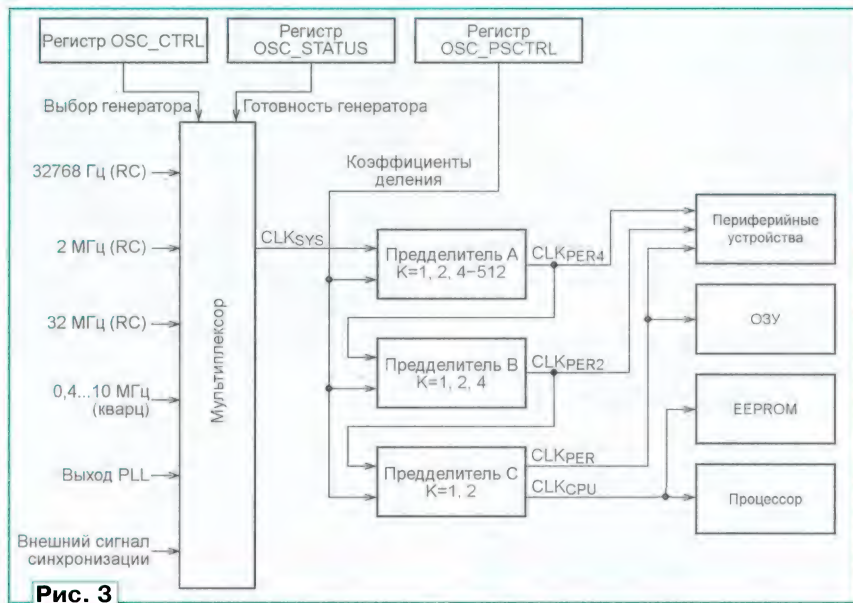 Регистр OSC_CTRL
Регистр
OSC_STATUS
Регистр
OSC_PSCTRL
Выбор генератора
Готовность генератора
32768 Гц (RC)
2 МГц (RC)
32 МГц (RC)
0,4...10 МГц
(кварц)
Выход PLL
Внешний сигнал
синхронизации
Мультиплексор
CLKSYS
Коэффициенты
деления
Предделитель A
K=1, 2, 4–512
CLKPER4
Предделитель B
K=1, 2, 4
CLKPER2
Предделитель C
K=1, 2
CLKPER
CLKCPU
Периферийные
устройства
ОЗУ
EEPROM
Процессор
Рис. 3